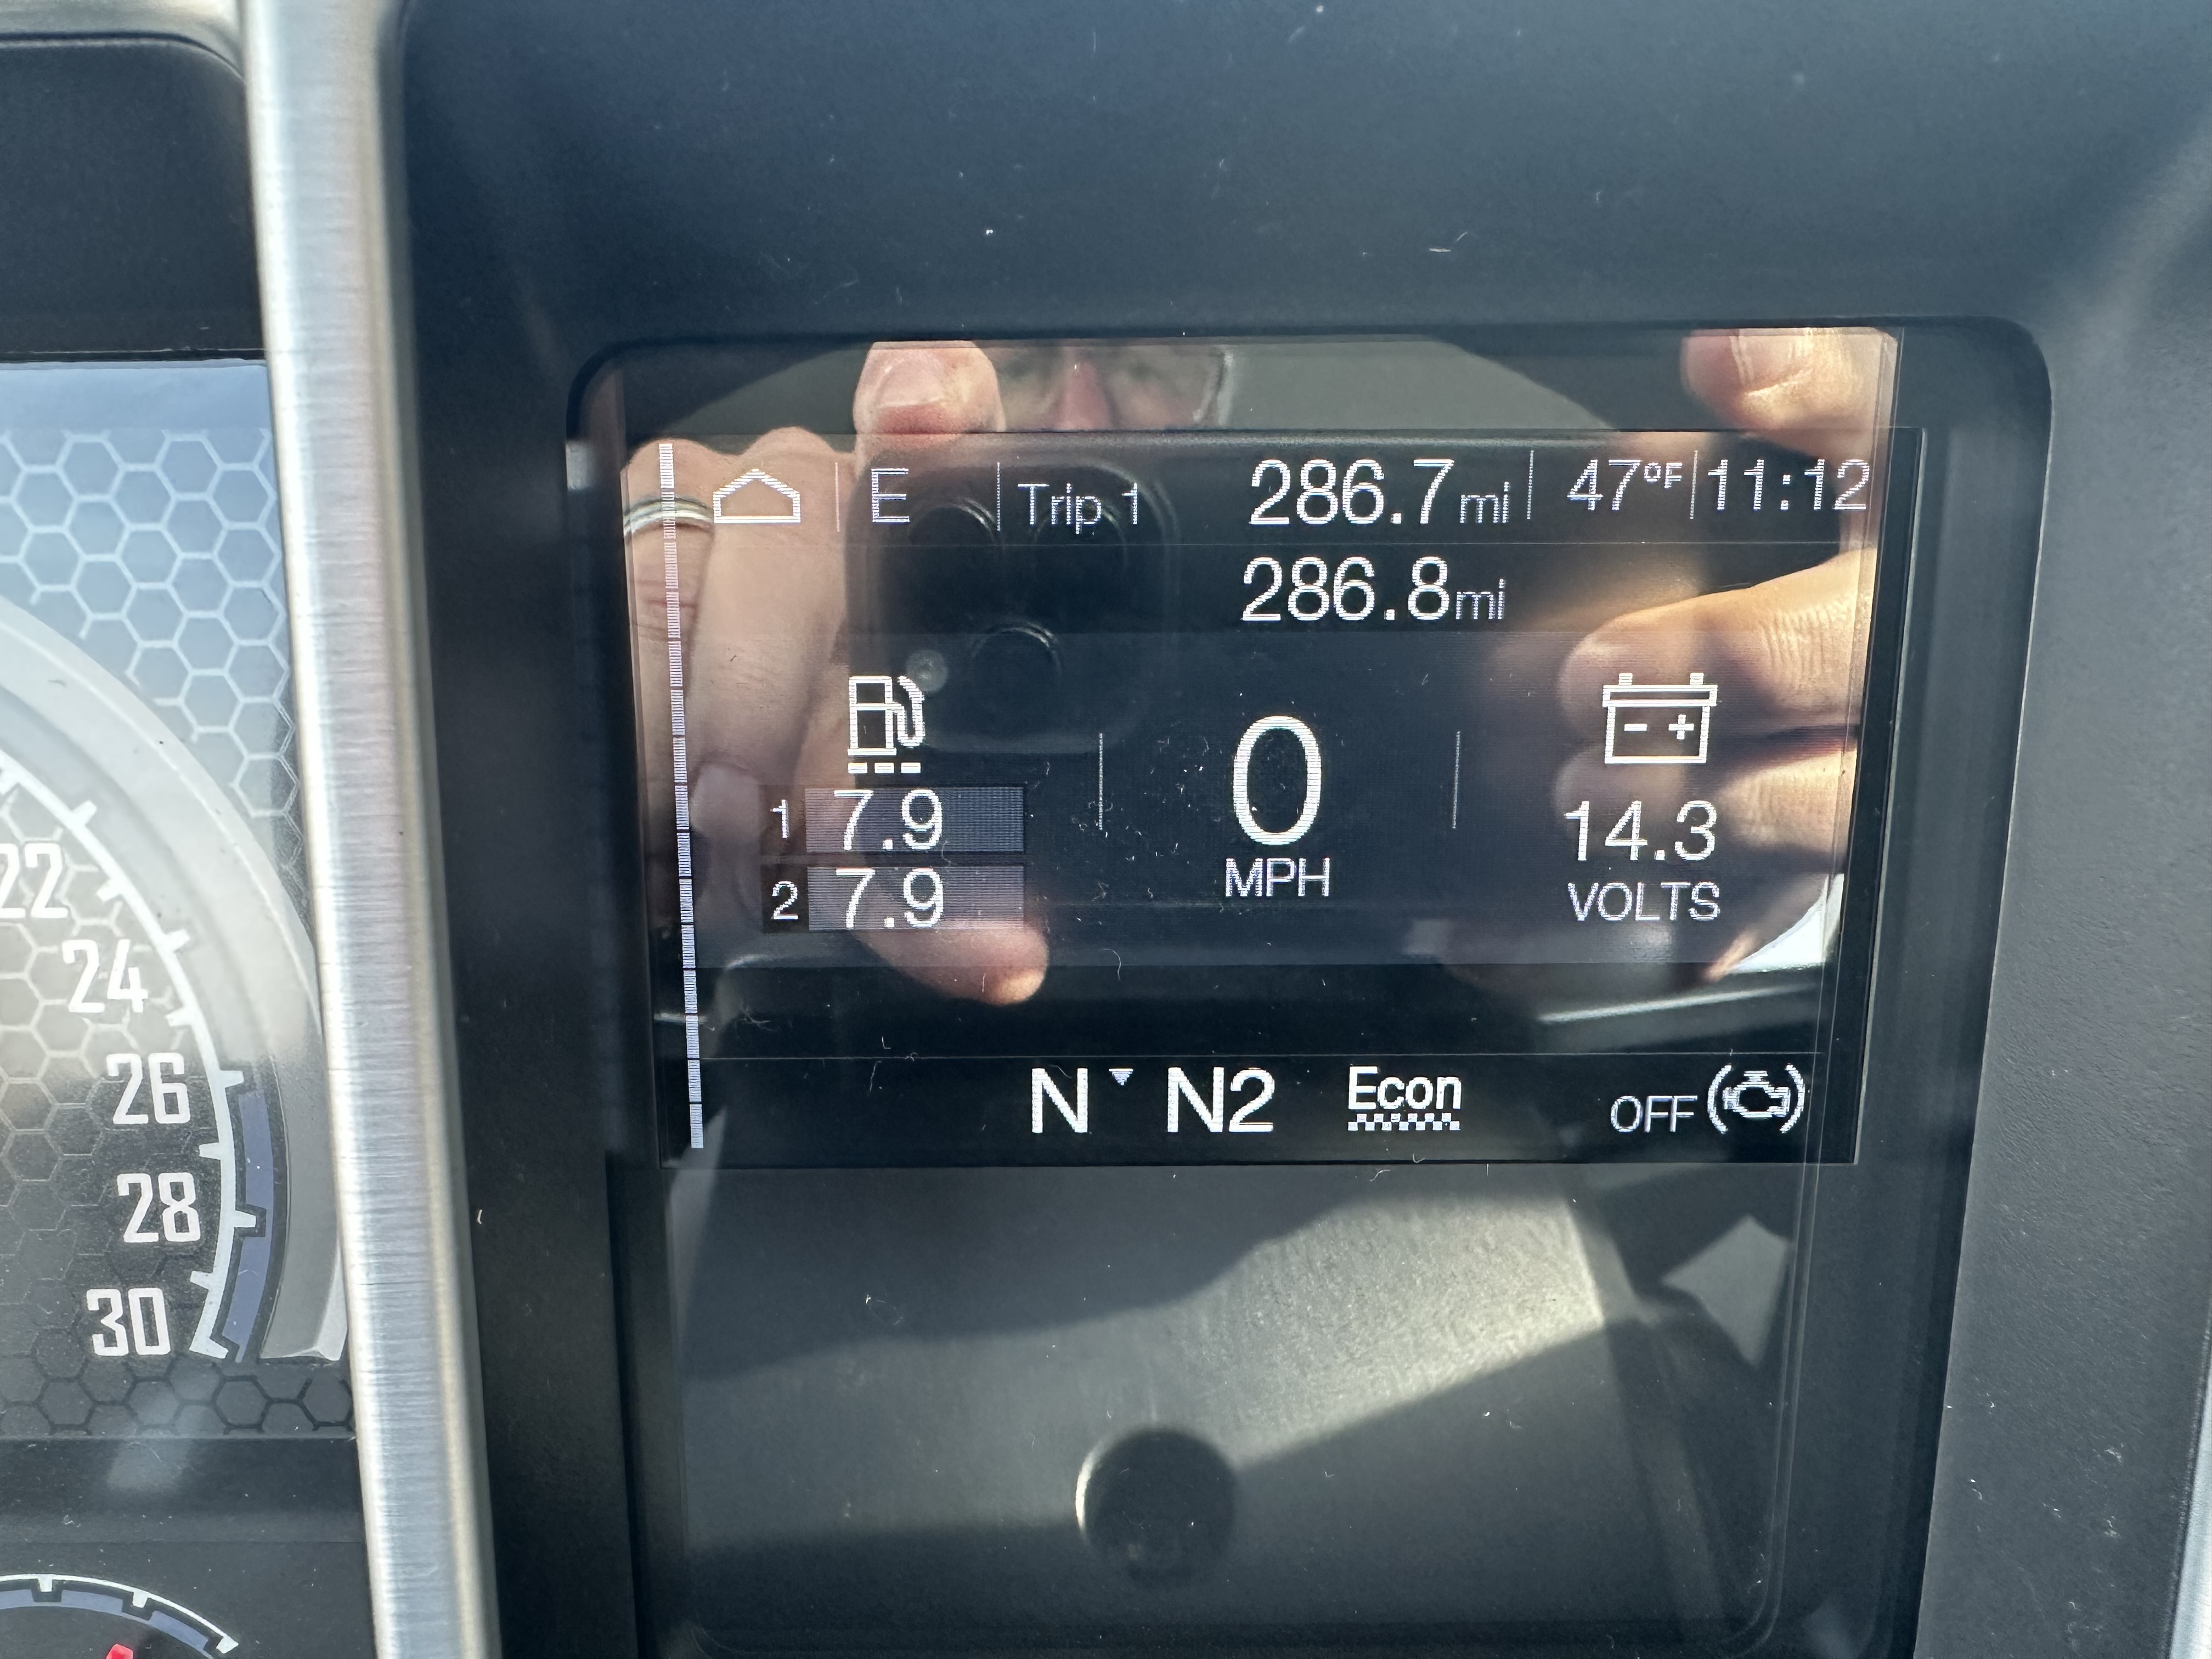 E Trip 1 286.7mi 47°F 11:12
286.8mi
1 7.9
2 7.9
0
MPH
- +
14.3
VOLTS
N N2 Econ OFF
22
24
26
28
30